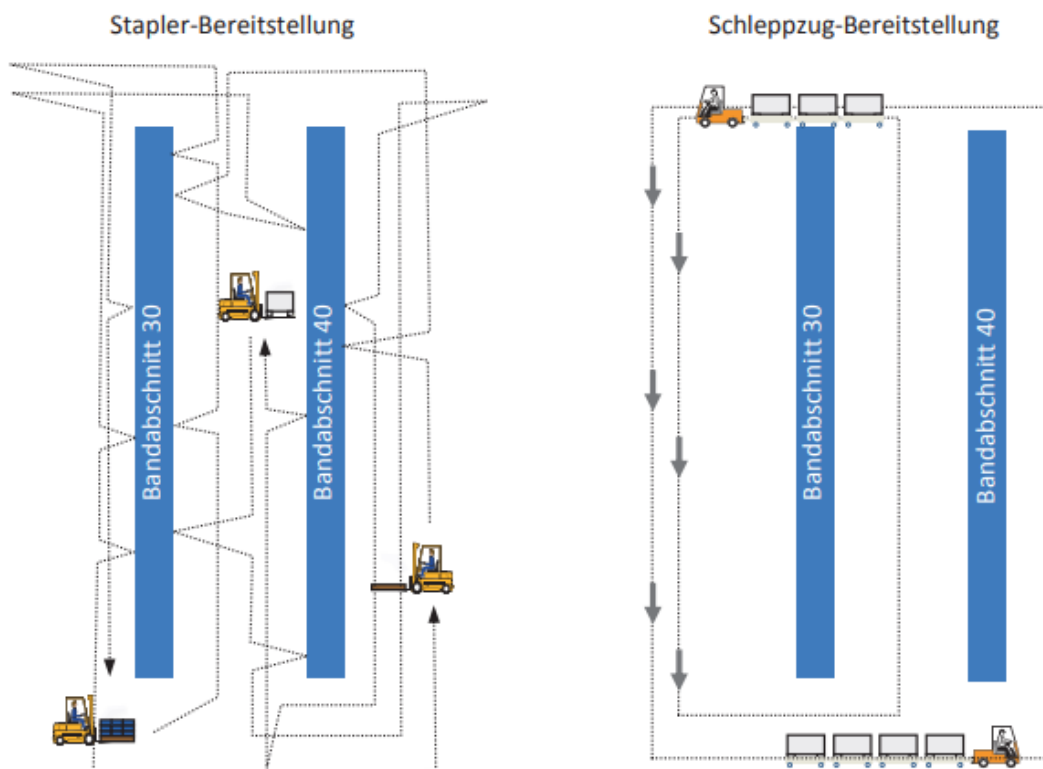 Stapler-Bereitstellung
Schleppzug-Bereitstellung
Bandabschnitt 30
Bandabschnitt 40
Bandabschnitt 30
Bandabschnitt 40